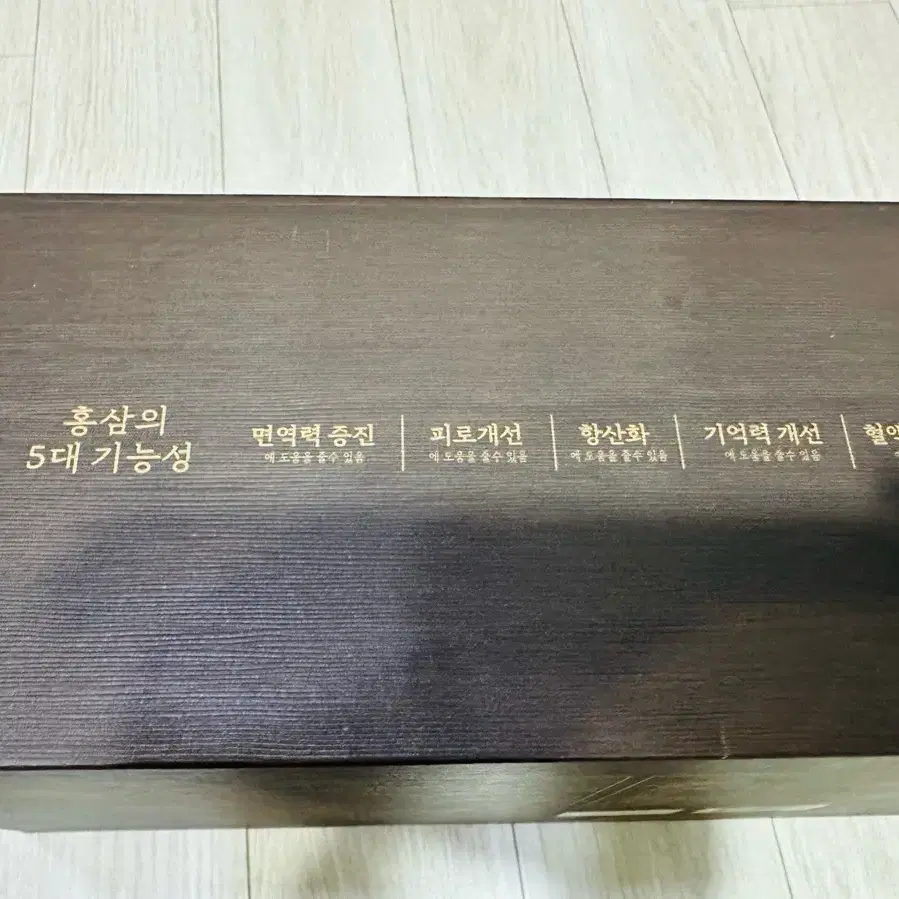 홍삼의
5대 기능성
면역력 증진
에 도움을 줄수 있음
피로개선
에 도움을 줄수 있음
항산화
에 도움을 줄수 있음
기억력 개선
에 도움을 줄수 있음